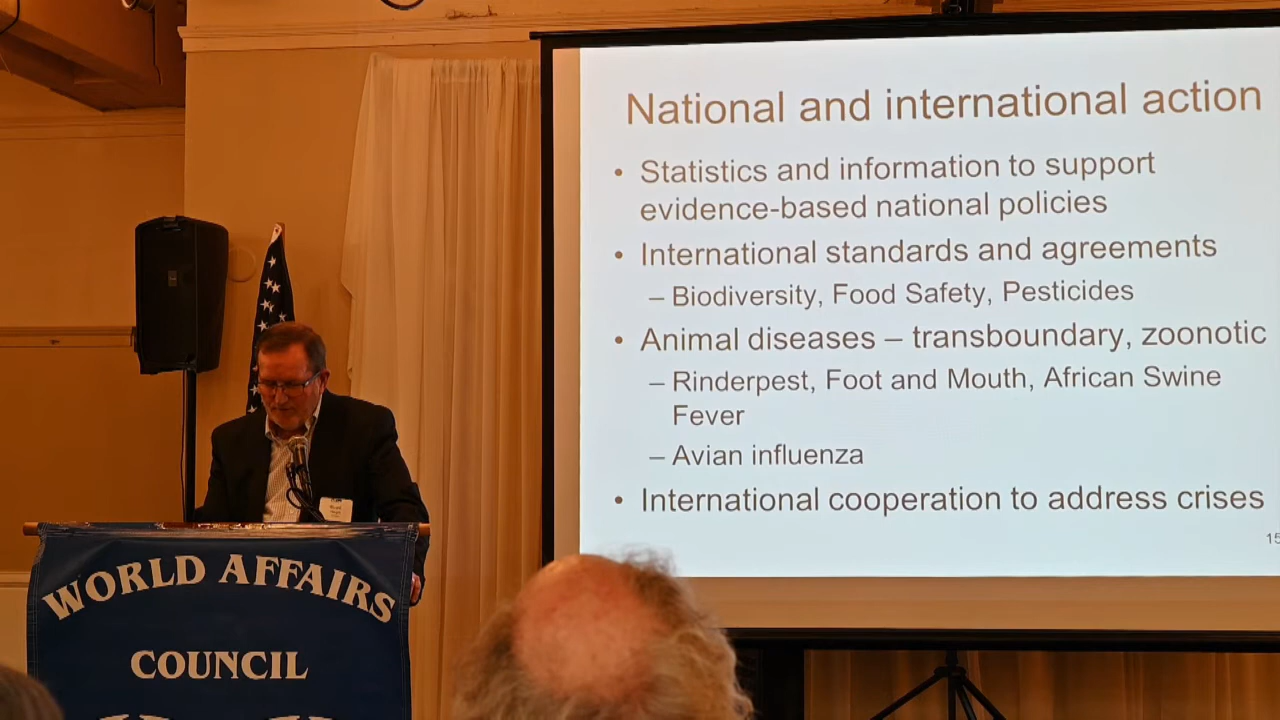 National and international action
• Statistics and information to support
evidence-based national policies
• International standards and agreements
– Biodiversity, Food Safety, Pesticides
• Animal diseases – transboundary, zoonotic
– Rinderpest, Foot and Mouth, African Swine
Fever
– Avian influenza
• International cooperation to address crises
15
WORLD AFFAIRS
COUNCIL